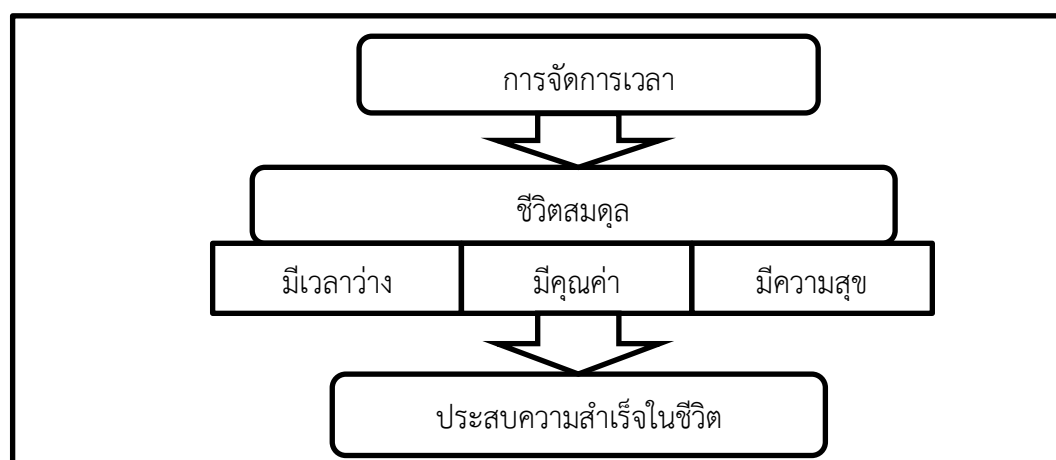 การจัดการเวลา
ชีวิตสมดุล
มีเวลาว่าง มีคุณค่า มีความสุข
ประสบความสำเร็จในชีวิต